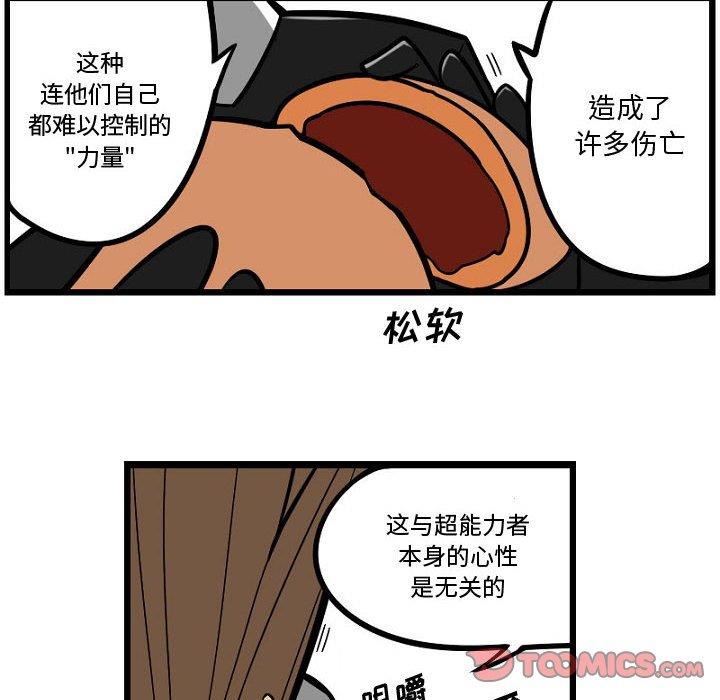 这种
连他们自己
都难以控制的
"力量"
造成了
许多伤亡
松软
这与超能力者
本身的心性
是无关的
咀嚼
TOOMICS.COM